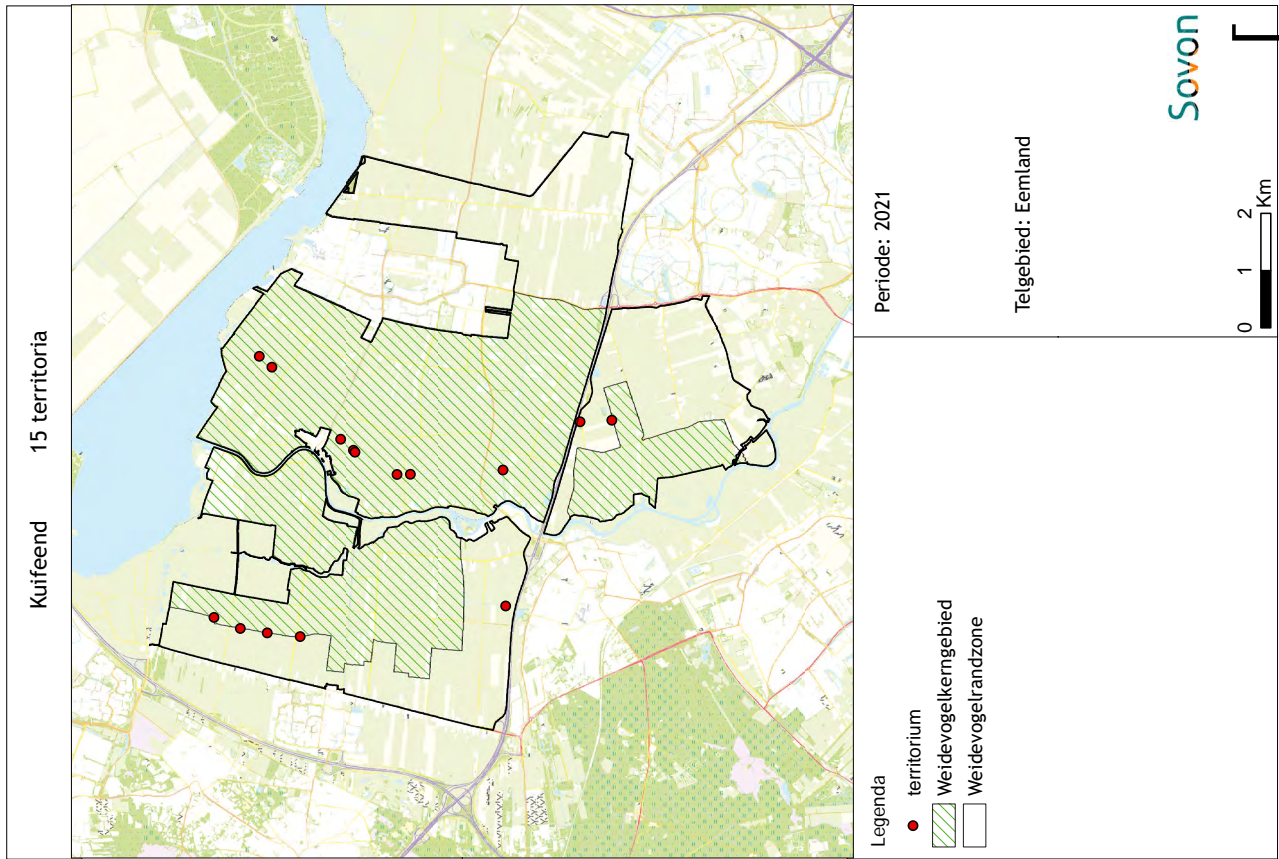 Kuifeend 15 territoria
Legenda
territorium
Weidevogelkerngebied
Weidevogelrandzone
Periode: 2021
Telgebied: Eemland
0 1 2
Km
Sovon